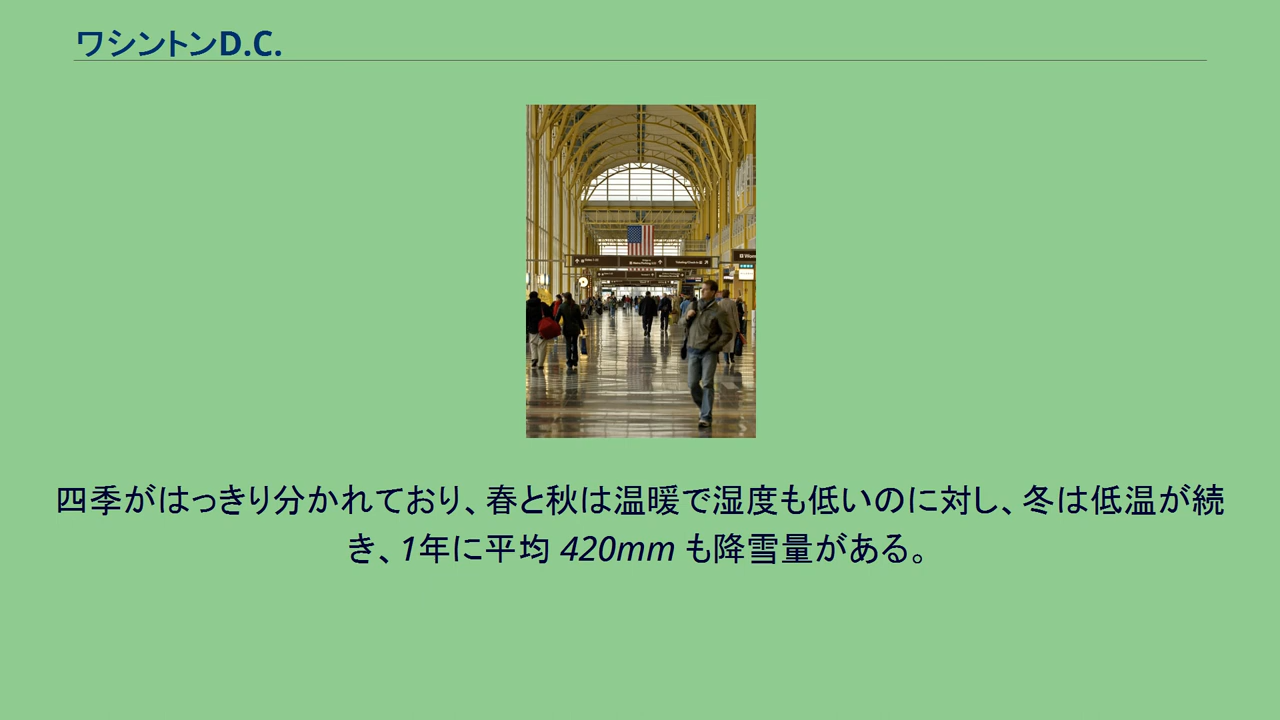 ワシントンD.C.
四季がはっきり分かれており、春と秋は温暖で湿度も低いのに対し、冬は低温が続
き、1年に平均 420mm も降雪量がある。